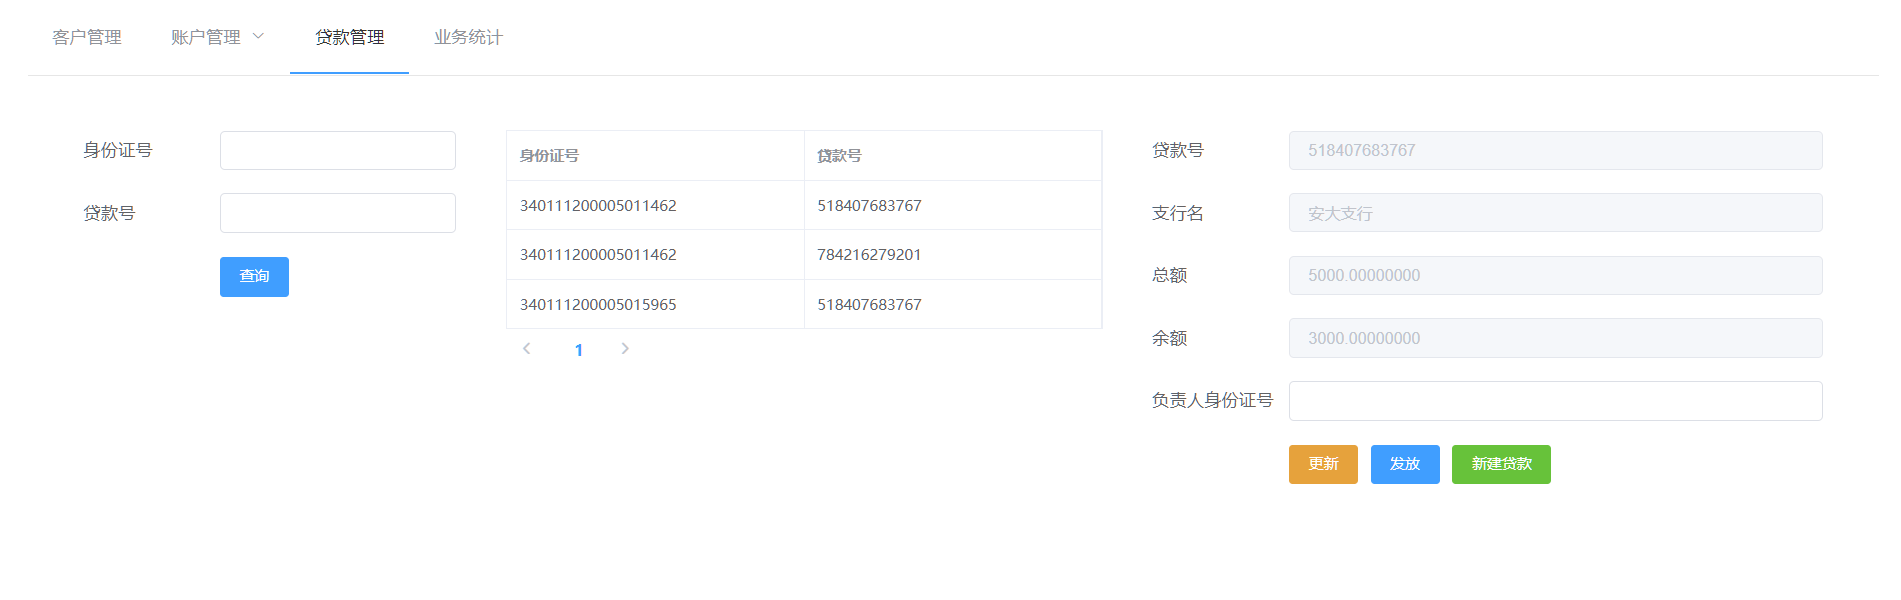 客户管理 账户管理 贷款管理 业务统计
身份证号
贷款号
查询
身份证号 贷款号
340111200005011462 518407683767
340111200005011462 784216279201
340111200005015965 518407683767
1
贷款号 518407683767
支行名 安大支行
总额 5000.00000000
余额 3000.00000000
负责人身份证号
更新 发放 新建贷款